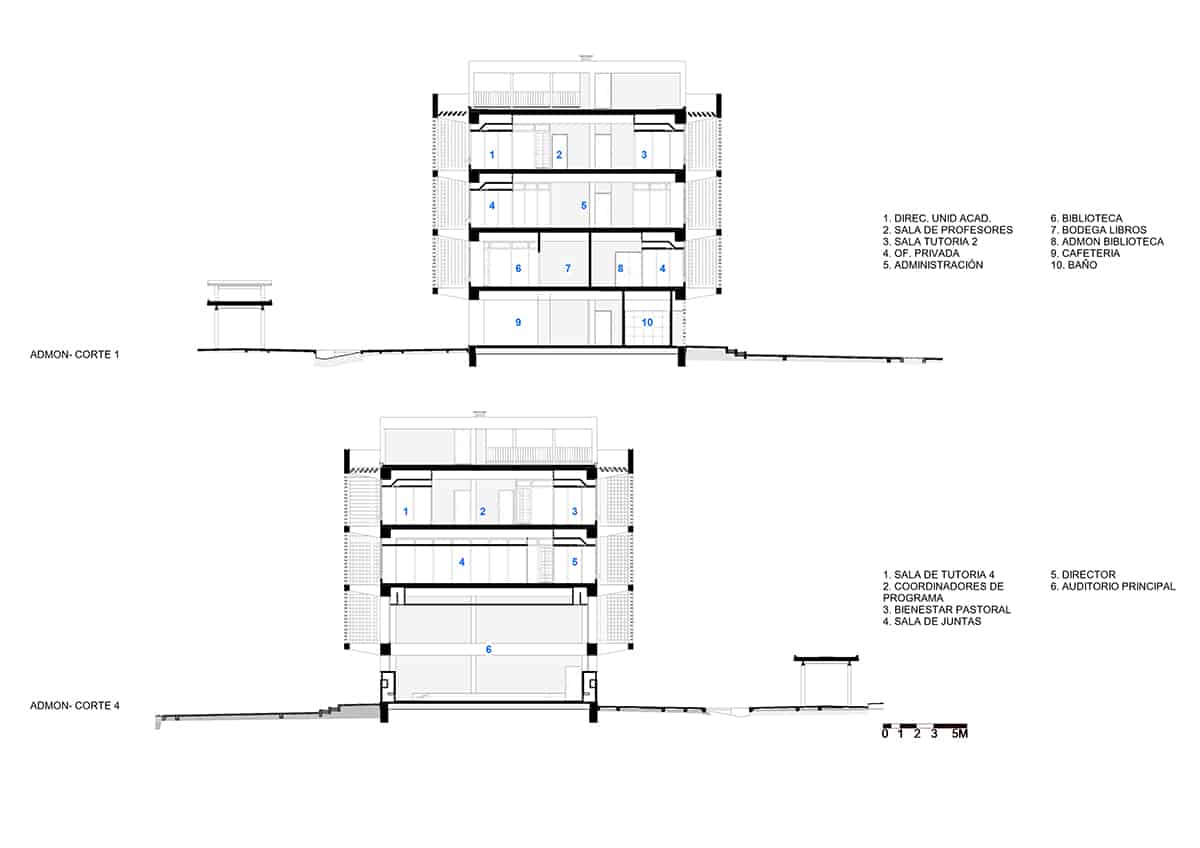 1 2 3
4 5
6 7 8 4
9 10
ADMON- CORTE 1
1. DIREC. UNID ACAD.
2. SALA DE PROFESORES
3. SALA TUTORIA 2
4. OF. PRIVADA
5. ADMINISTRACIÓN
6. BIBLIOTECA
7. BODEGA LIBROS
8. ADMON BIBLIOTECA
9. CAFETERIA
10. BAÑO
1 2 3
4 5
6
ADMON- CORTE 4
1. SALA DE TUTORIA 4
2. COORDINADORES DE
PROGRAMA
3. BIENESTAR PASTORAL
4. SALA DE JUNTAS
5. DIRECTOR
6. AUDITORIO PRINCIPAL
0 1 2 3 5M